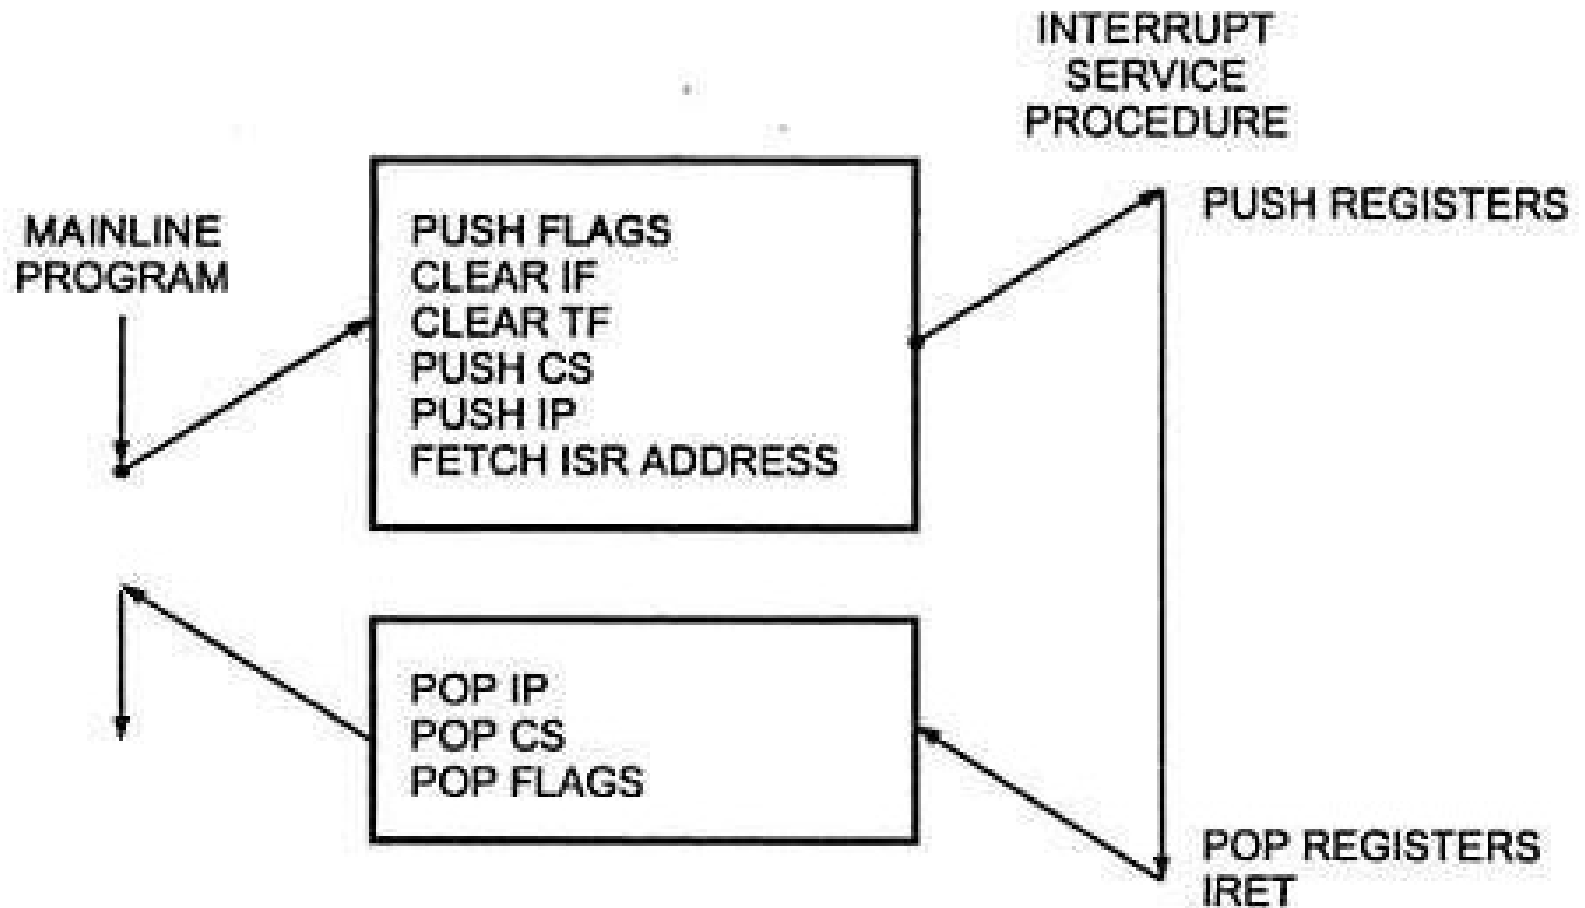 INTERRUPT
SERVICE
PROCEDURE
MAINLINE
PROGRAM
PUSH FLAGS
CLEAR IF
CLEAR TF
PUSH CS
PUSH IP
FETCH ISR ADDRESS
PUSH REGISTERS
POP IP
POP CS
POP FLAGS
POP REGISTERS
IRET